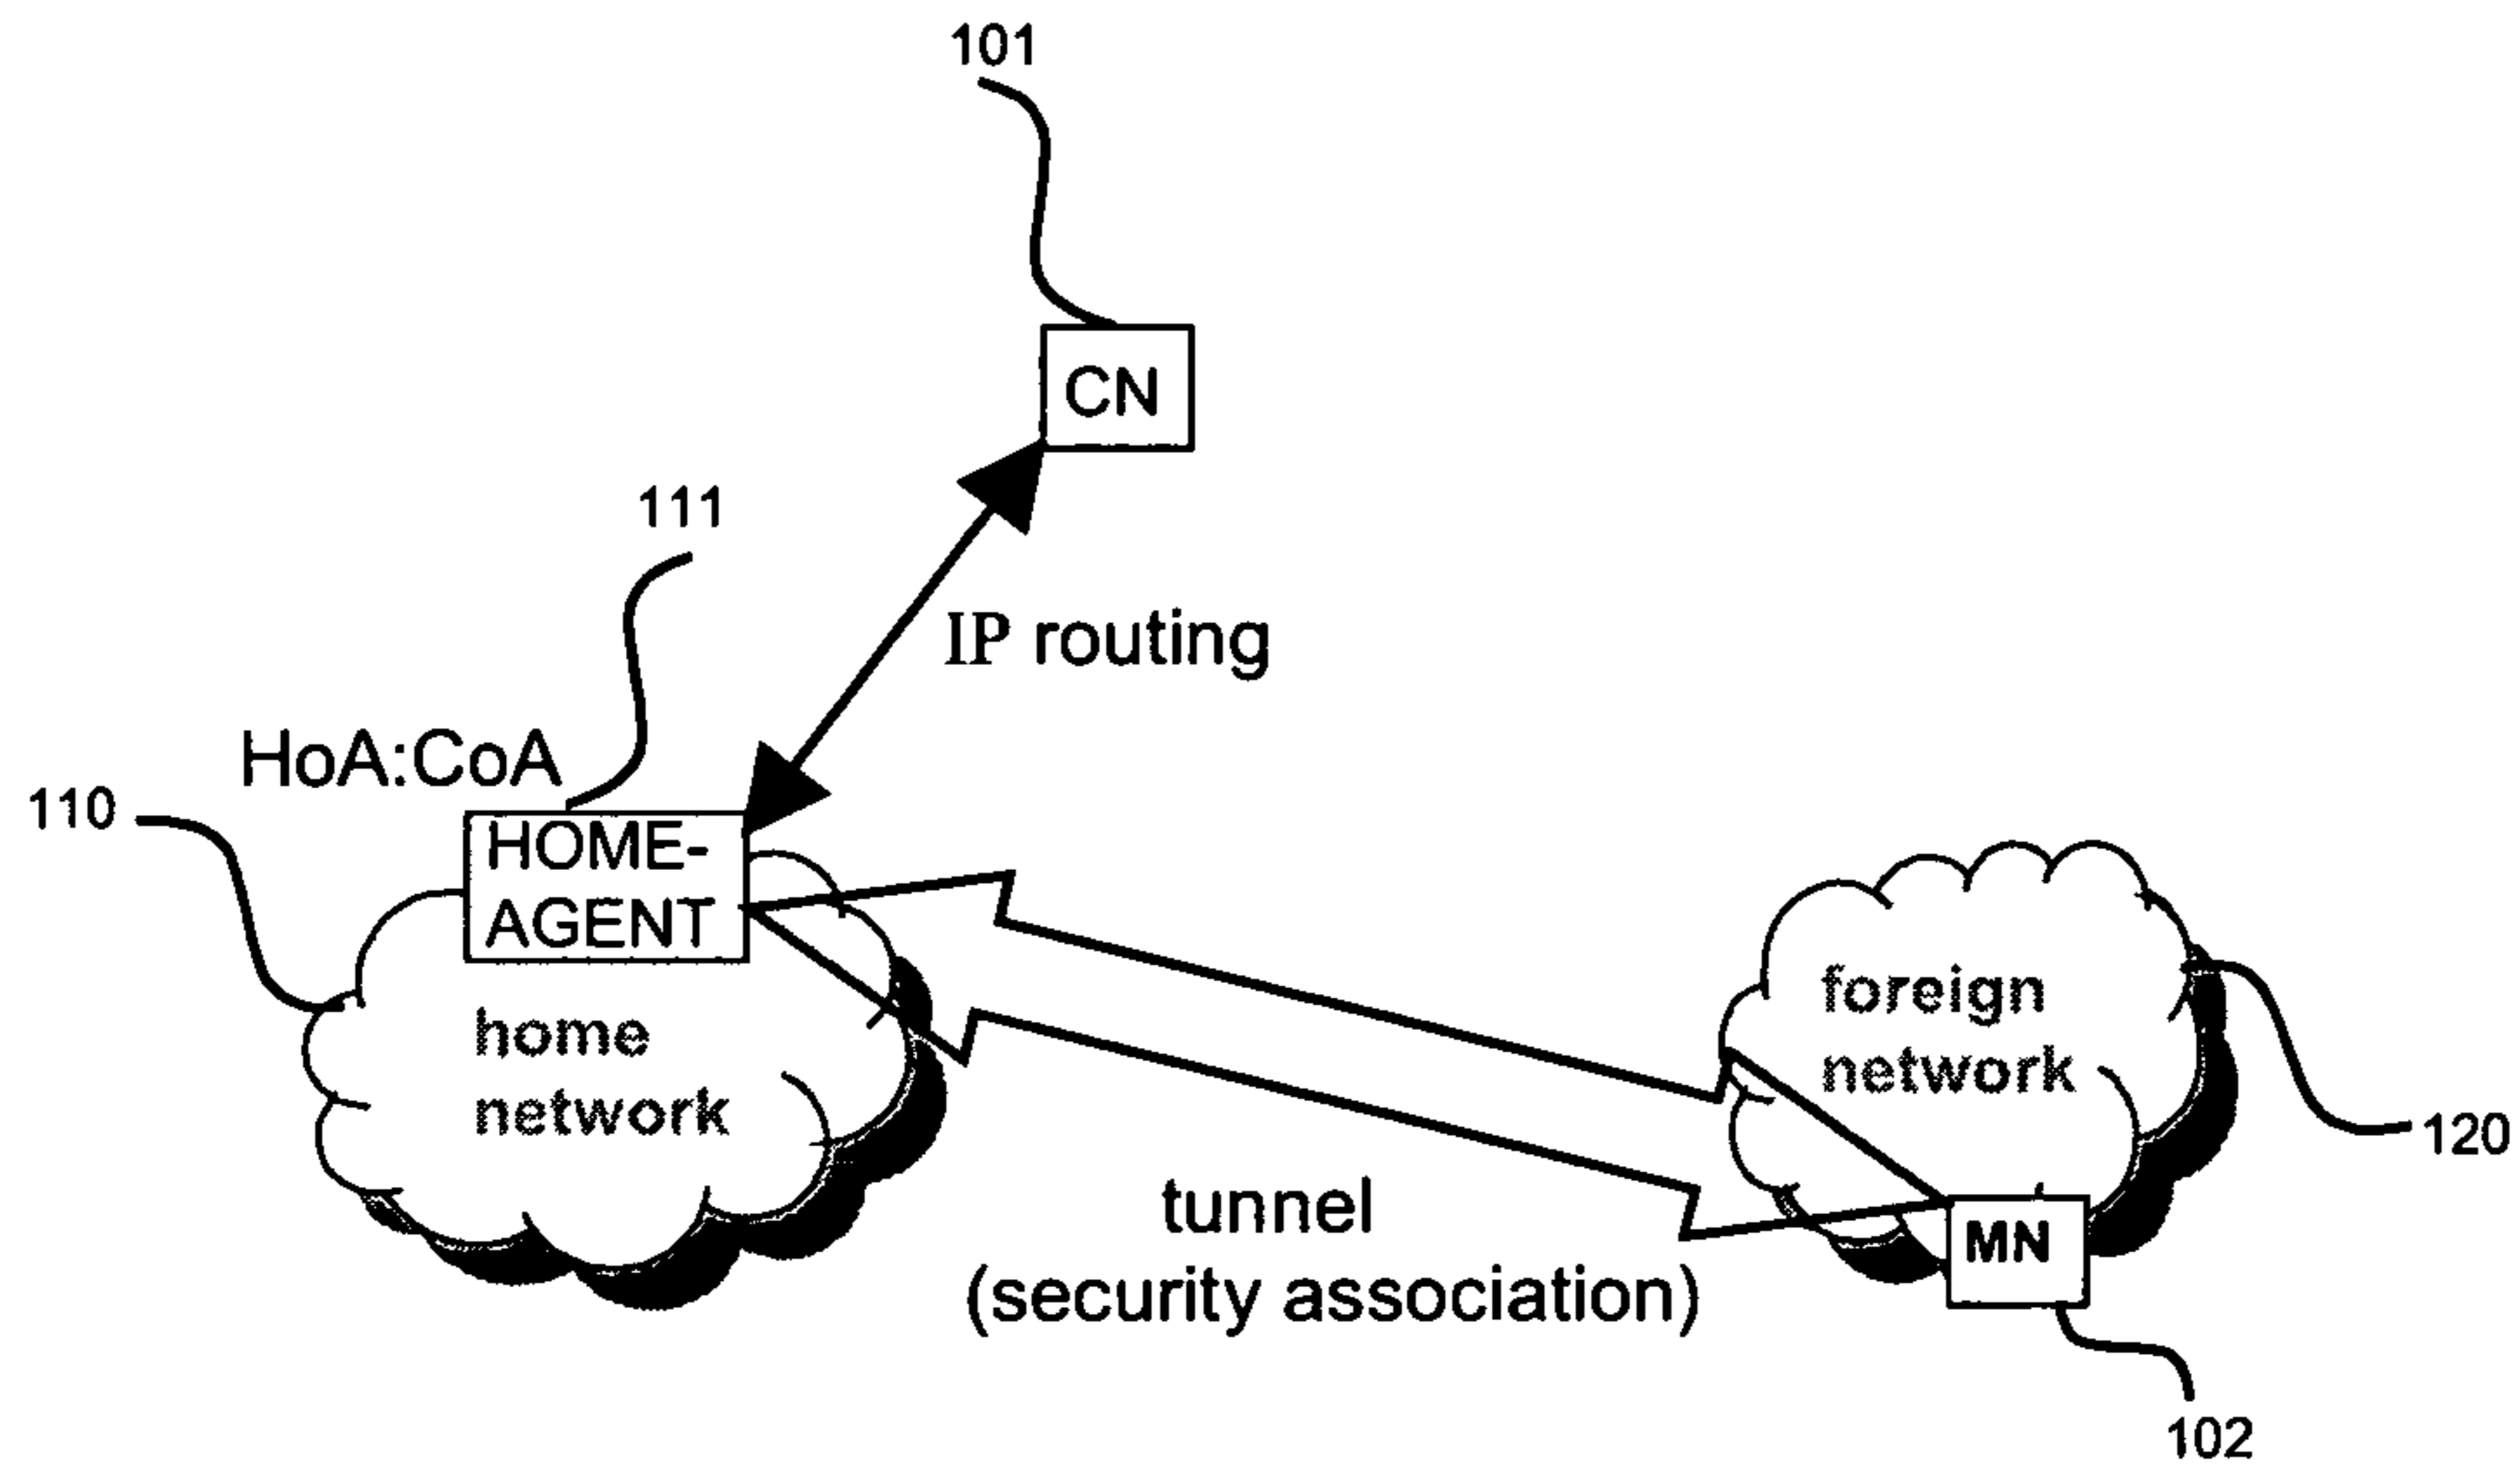 101
CN
111
IP routing
HoA:CoA
110
HOME-
AGENT
home
network
foreign
network
120
tunnel
(security association)
MN
102